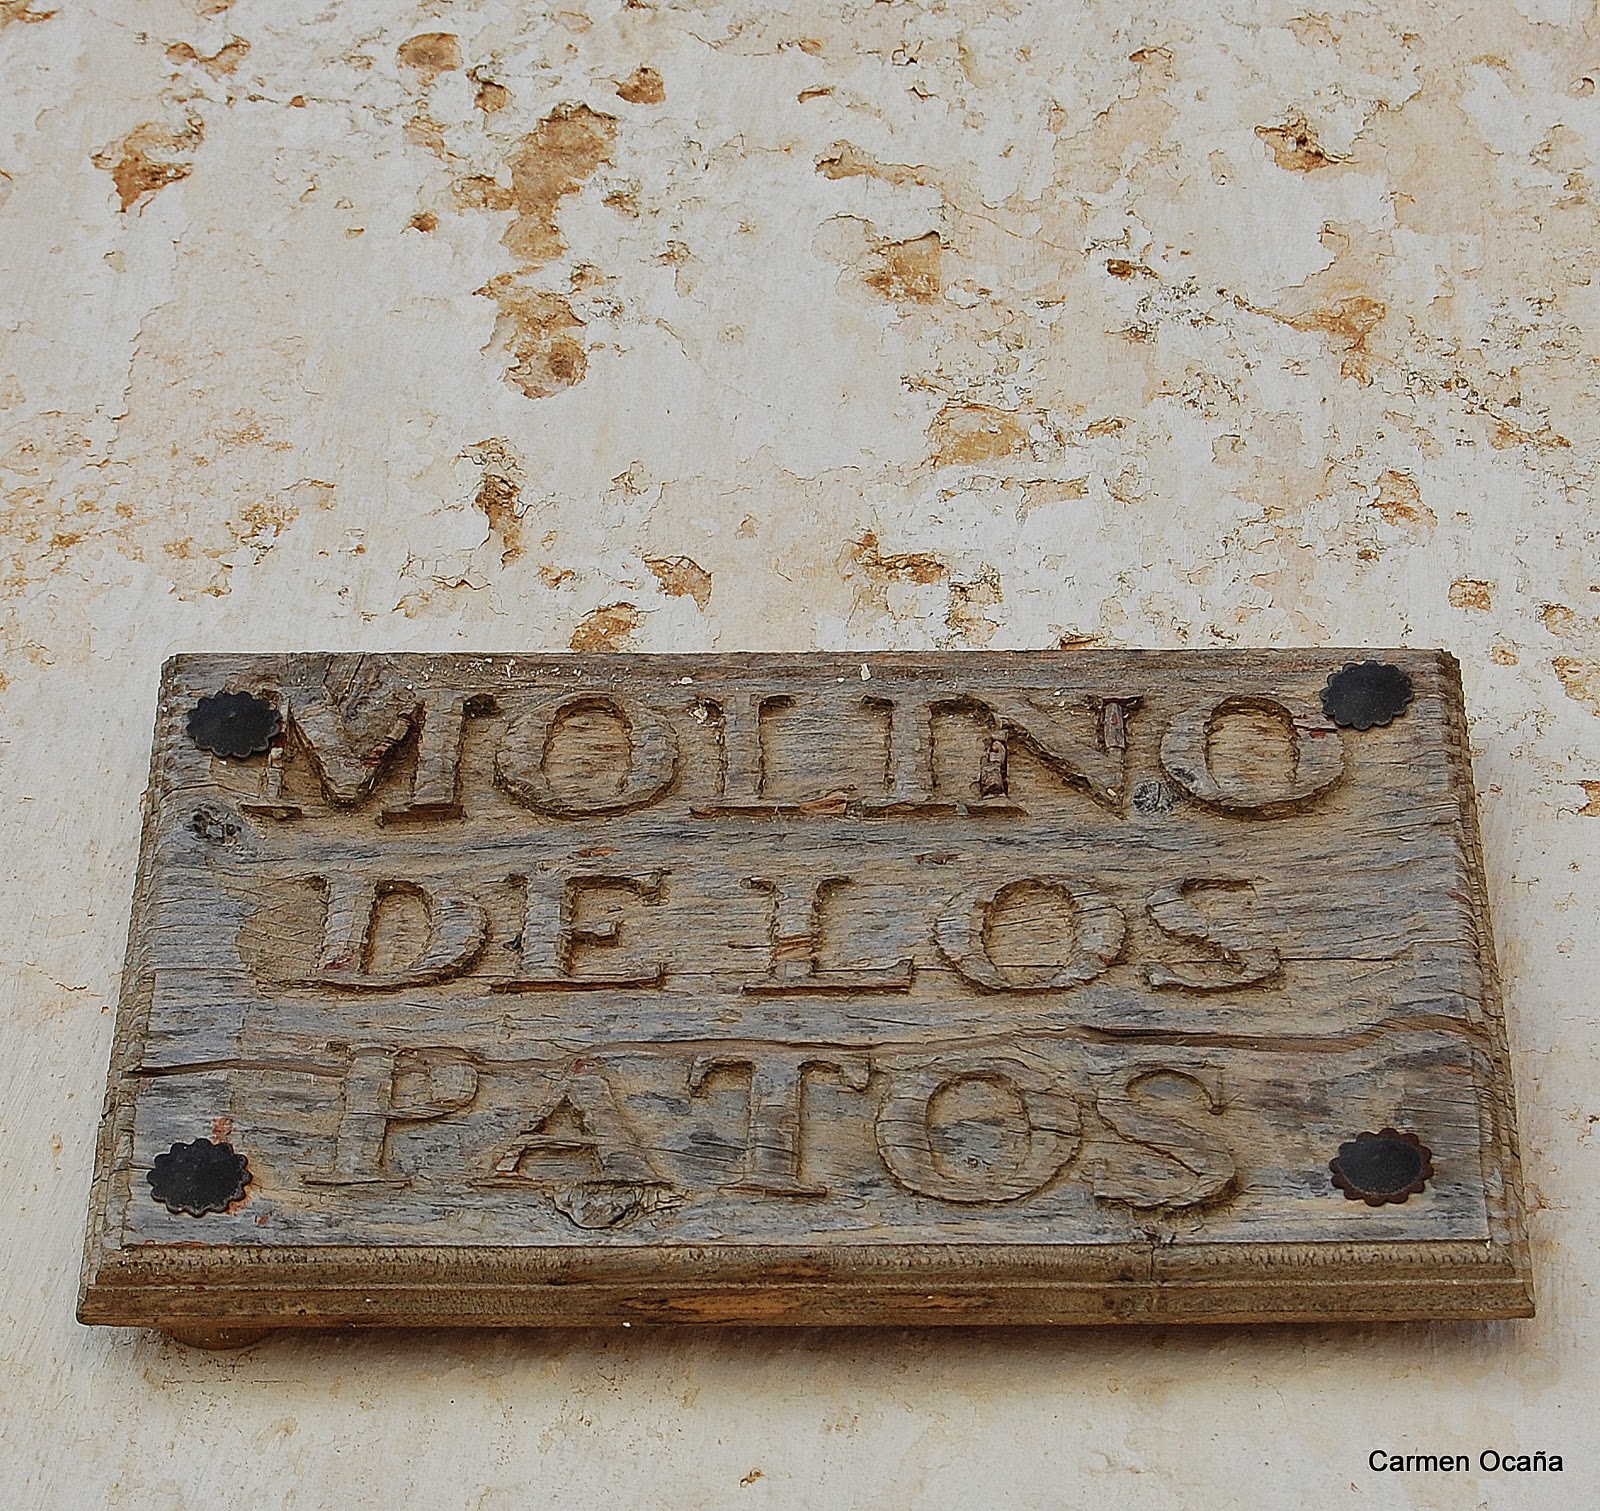 MOLINO
DE LOS
PATOS
Carmen Ocaña